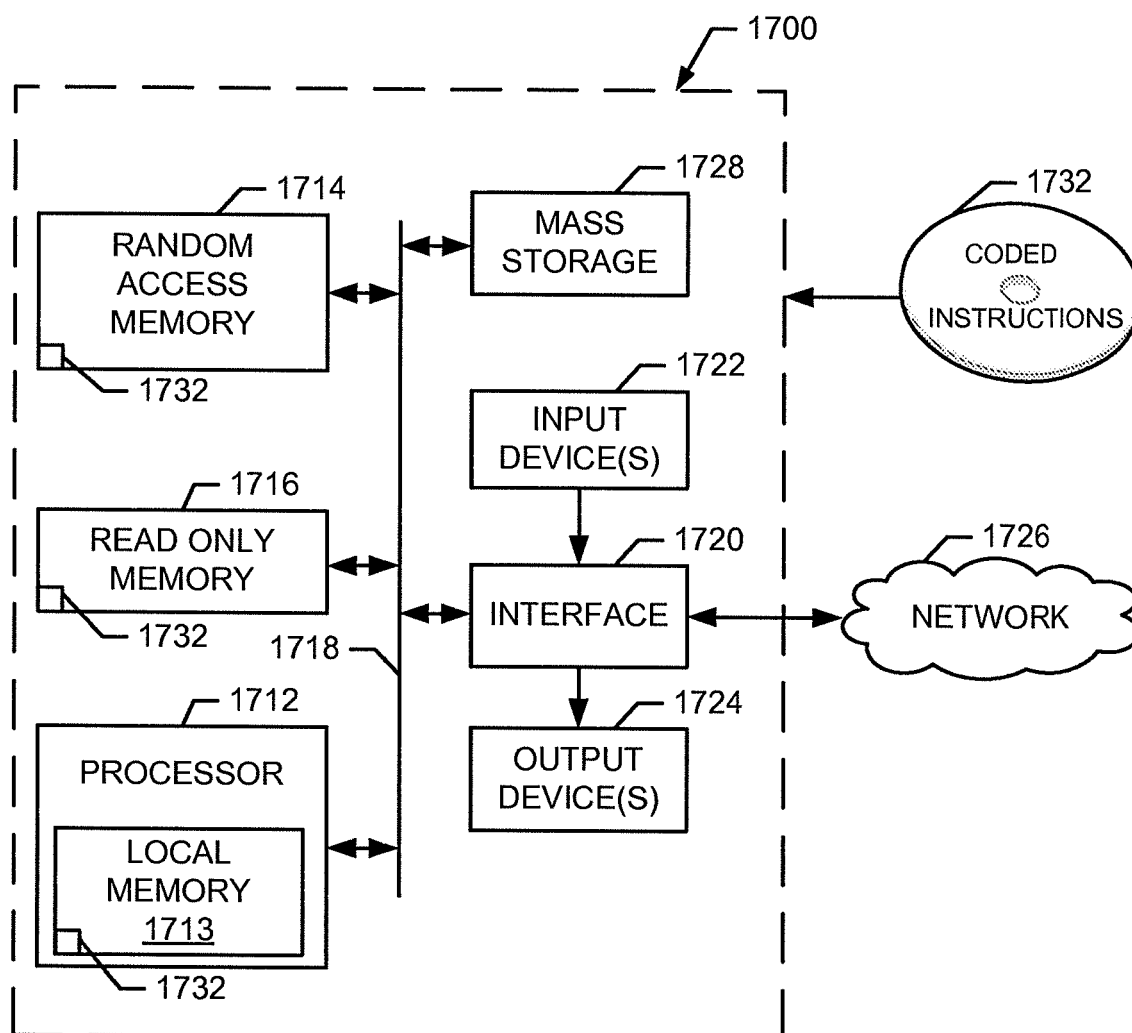 1700
1714
RANDOM
ACCESS
MEMORY
1732
1728
MASS
STORAGE
1732
CODED
INSTRUCTIONS
1722
INPUT
DEVICE(S)
1716
READ ONLY
MEMORY
1732
1720
INTERFACE
1726
NETWORK
1718
1712
PROCESSOR
LOCAL
MEMORY
1713
1732
1724
OUTPUT
DEVICE(S)